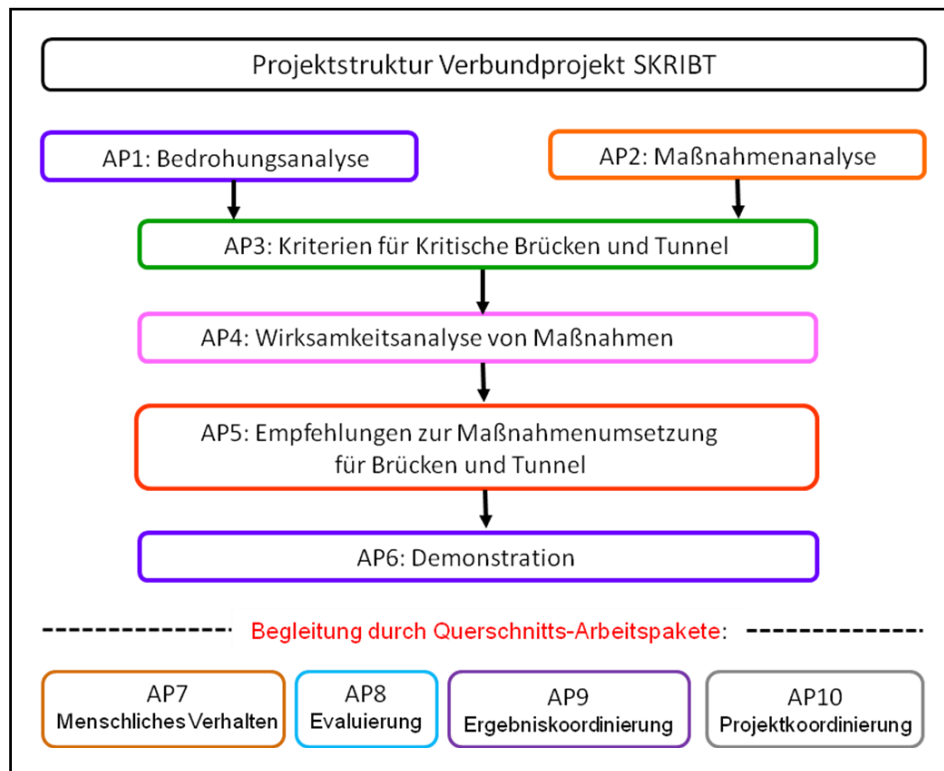 Projektstruktur Verbundprojekt SKRIBT
AP1: Bedrohungsanalyse
AP2: Maßnahmenanalyse
AP3: Kriterien für Kritische Brücken und Tunnel
AP4: Wirksamkeitsanalyse von Maßnahmen
AP5: Empfehlungen zur Maßnahmenumsetzung
für Brücken und Tunnel
AP6: Demonstration
Begleitung durch Querschnitts-Arbeitspakete:
AP7
Menschliches Verhalten
AP8
Evaluierung
AP9
Ergebniskoordinierung
AP10
Projektkoordinierung